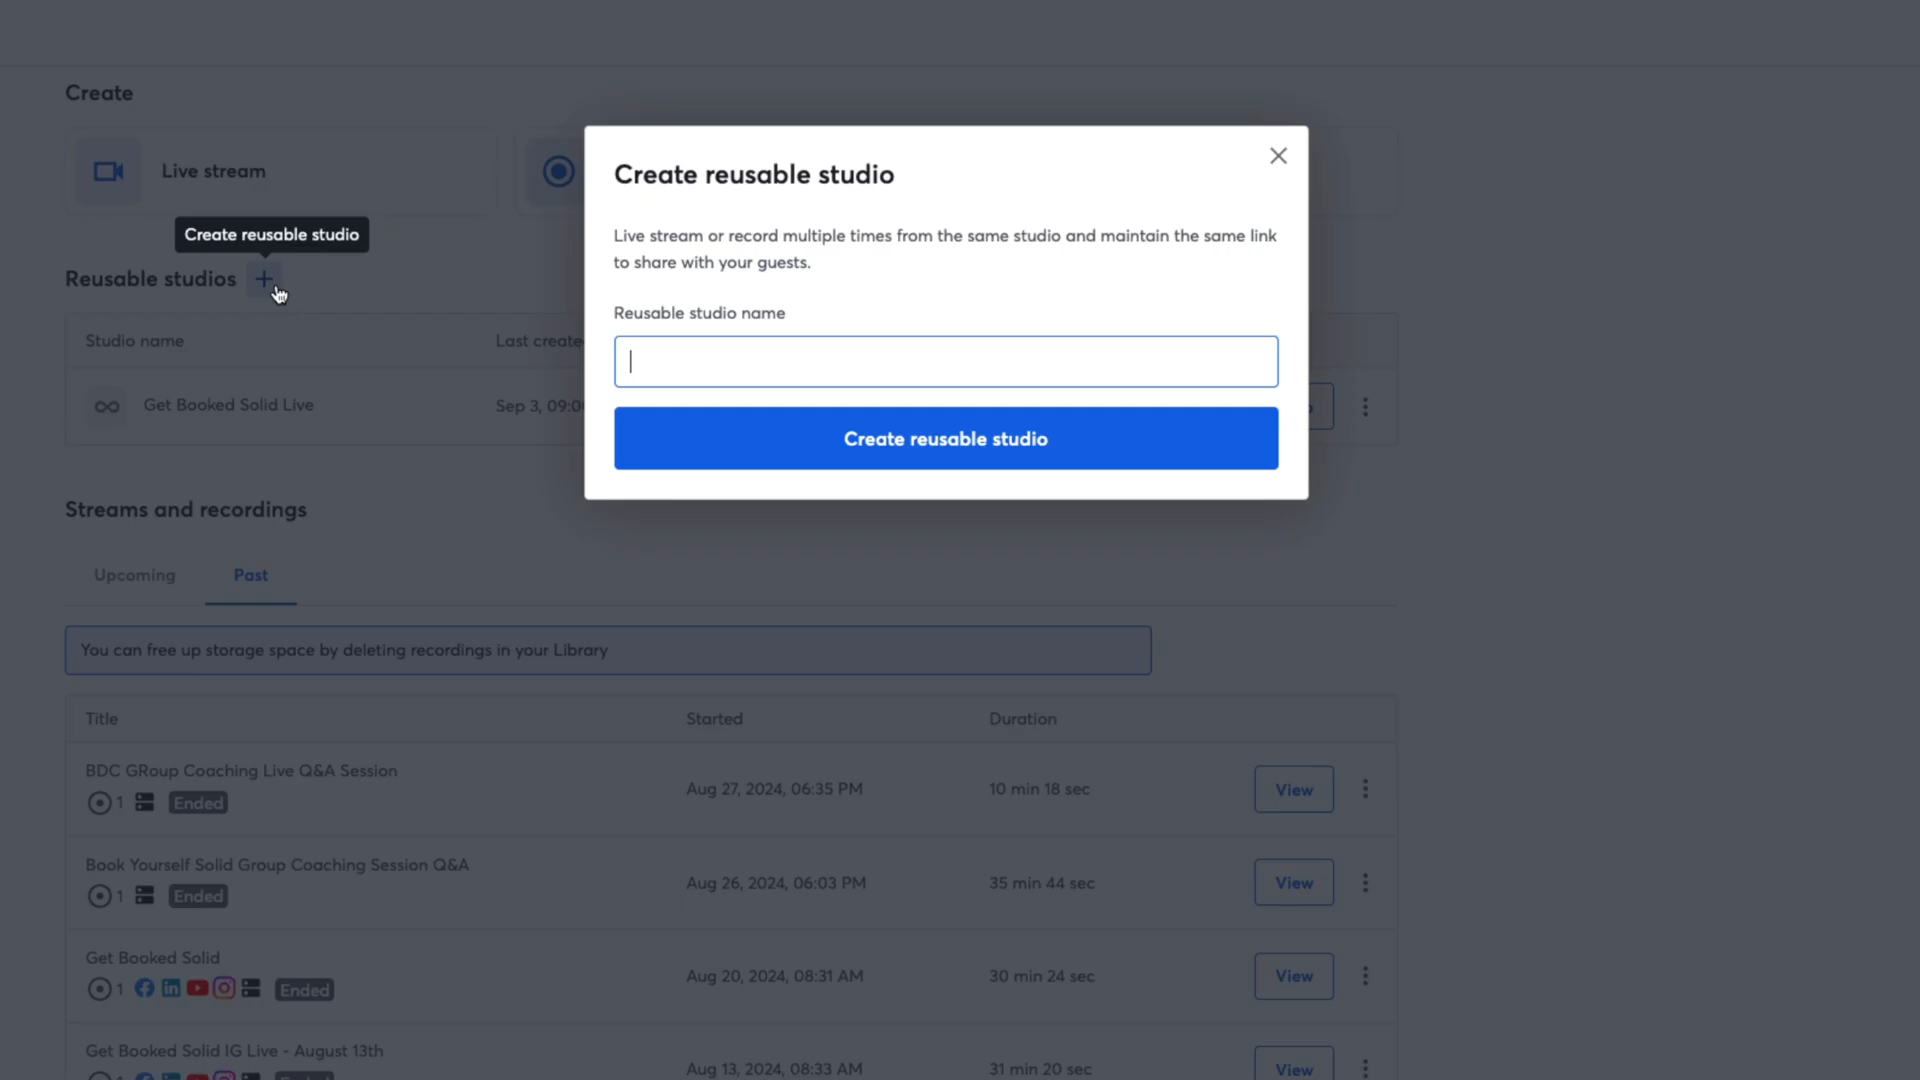 Create
Live stream
Create reusable studio
Reusable studios
Studio name
Last create
Get Booked Solid Live
Sep 3, 09:0
Create reusable studio
Live stream or record multiple times from the same studio and maintain the same link
to share with your guests.
Reusable studio name
Create reusable studio
Streams and recordings
Upcoming
Past
You can free up storage space by deleting recordings in your Library
Title
Started
Duration
BDC GRoup Coaching Live Q&A Session
1
Ended
Aug 27, 2024, 06:35 PM
10 min 18 sec
View
Book Yourself Solid Group Coaching Session Q&A
1
Ended
Aug 26, 2024, 06:03 PM
35 min 44 sec
View
Get Booked Solid
1
Ended
Aug 20, 2024, 08:31 AM
30 min 24 sec
View
Get Booked Solid IG Live - August 13th
Aug 13, 2024, 08:33 AM
31 min 20 sec
View